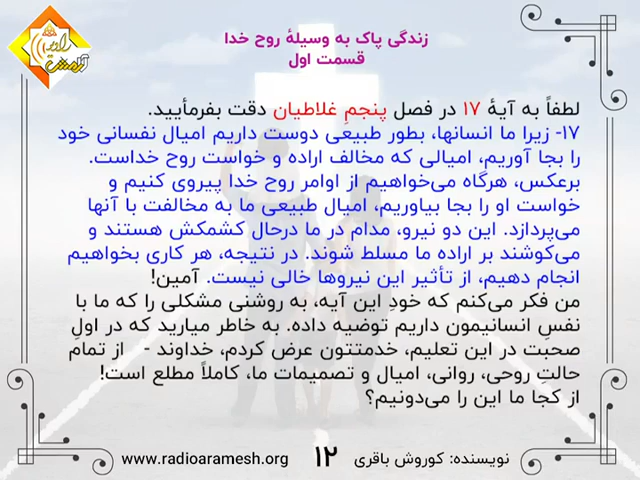 زندگی پاک به وسیلهٔ روح خدا
قسمت اول
لطفاً به آیهٔ ۱۷ در فصل پنجمِ غلاطیان دقت بفرمأیید.
۱۷- زیرا ما انسانها، بطور طبیعی دوست داریم امیال نفسانی خود
را بجا آوریم، امیالی که مخالف اراده و خواست روح خداست.
برعکس، هرگاه می‌خواهیم از اوامر روح خدا پیروی کنیم و
خواست او را بجا بیاوریم، امیال طبیعی ما به مخالفت با آنها
می‌پردازد. این دو نیرو، مدام در ما درحال کشمکش هستند و
می‌کوشند بر اراده ما مسلط شوند. در نتیجه، هر کاری بخواهیم
انجام دهیم، از تأثیر این نیروها خالی نیست. آمین!
من فکر می‌کنم که خودِ این آیه، به روشنی مشکلی را که ما با
نفسِ انسانیمون داریم توضیه داده. به خاطر میارید که در اولِ
صحبت در این تعلیم، خدمتتون عرض کردم، خداوند - از تمام
حالتِ روحی، روانی، امیال و تصمیمات ما، کاملاً مطلع است!
از کجا ما این را می‌دونیم؟
نویسنده: کوروش باقری ۱۲ www.radioaramesh.org